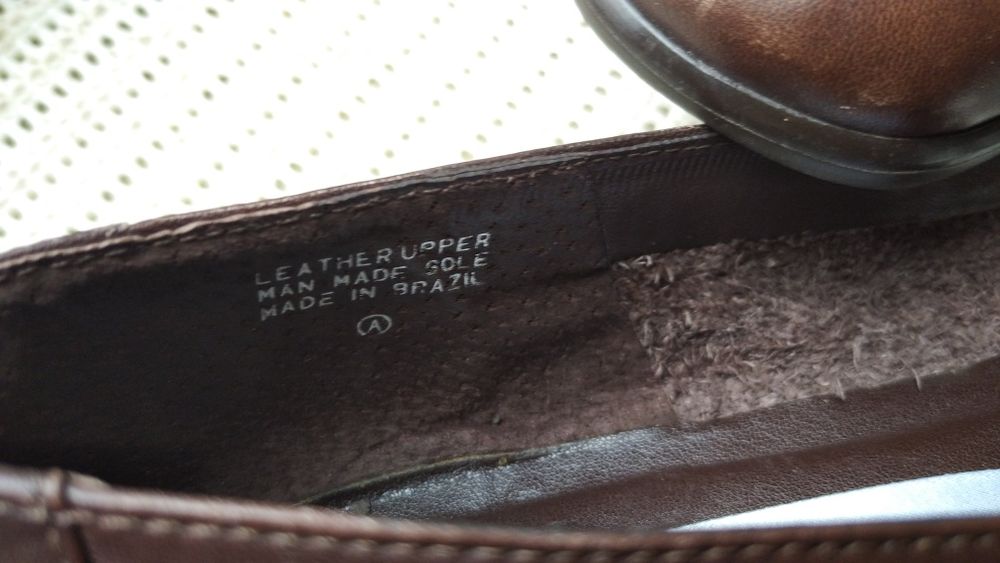 LEATHER UPPER
MAN MADE SOLE
MADE IN BRAZIL
A